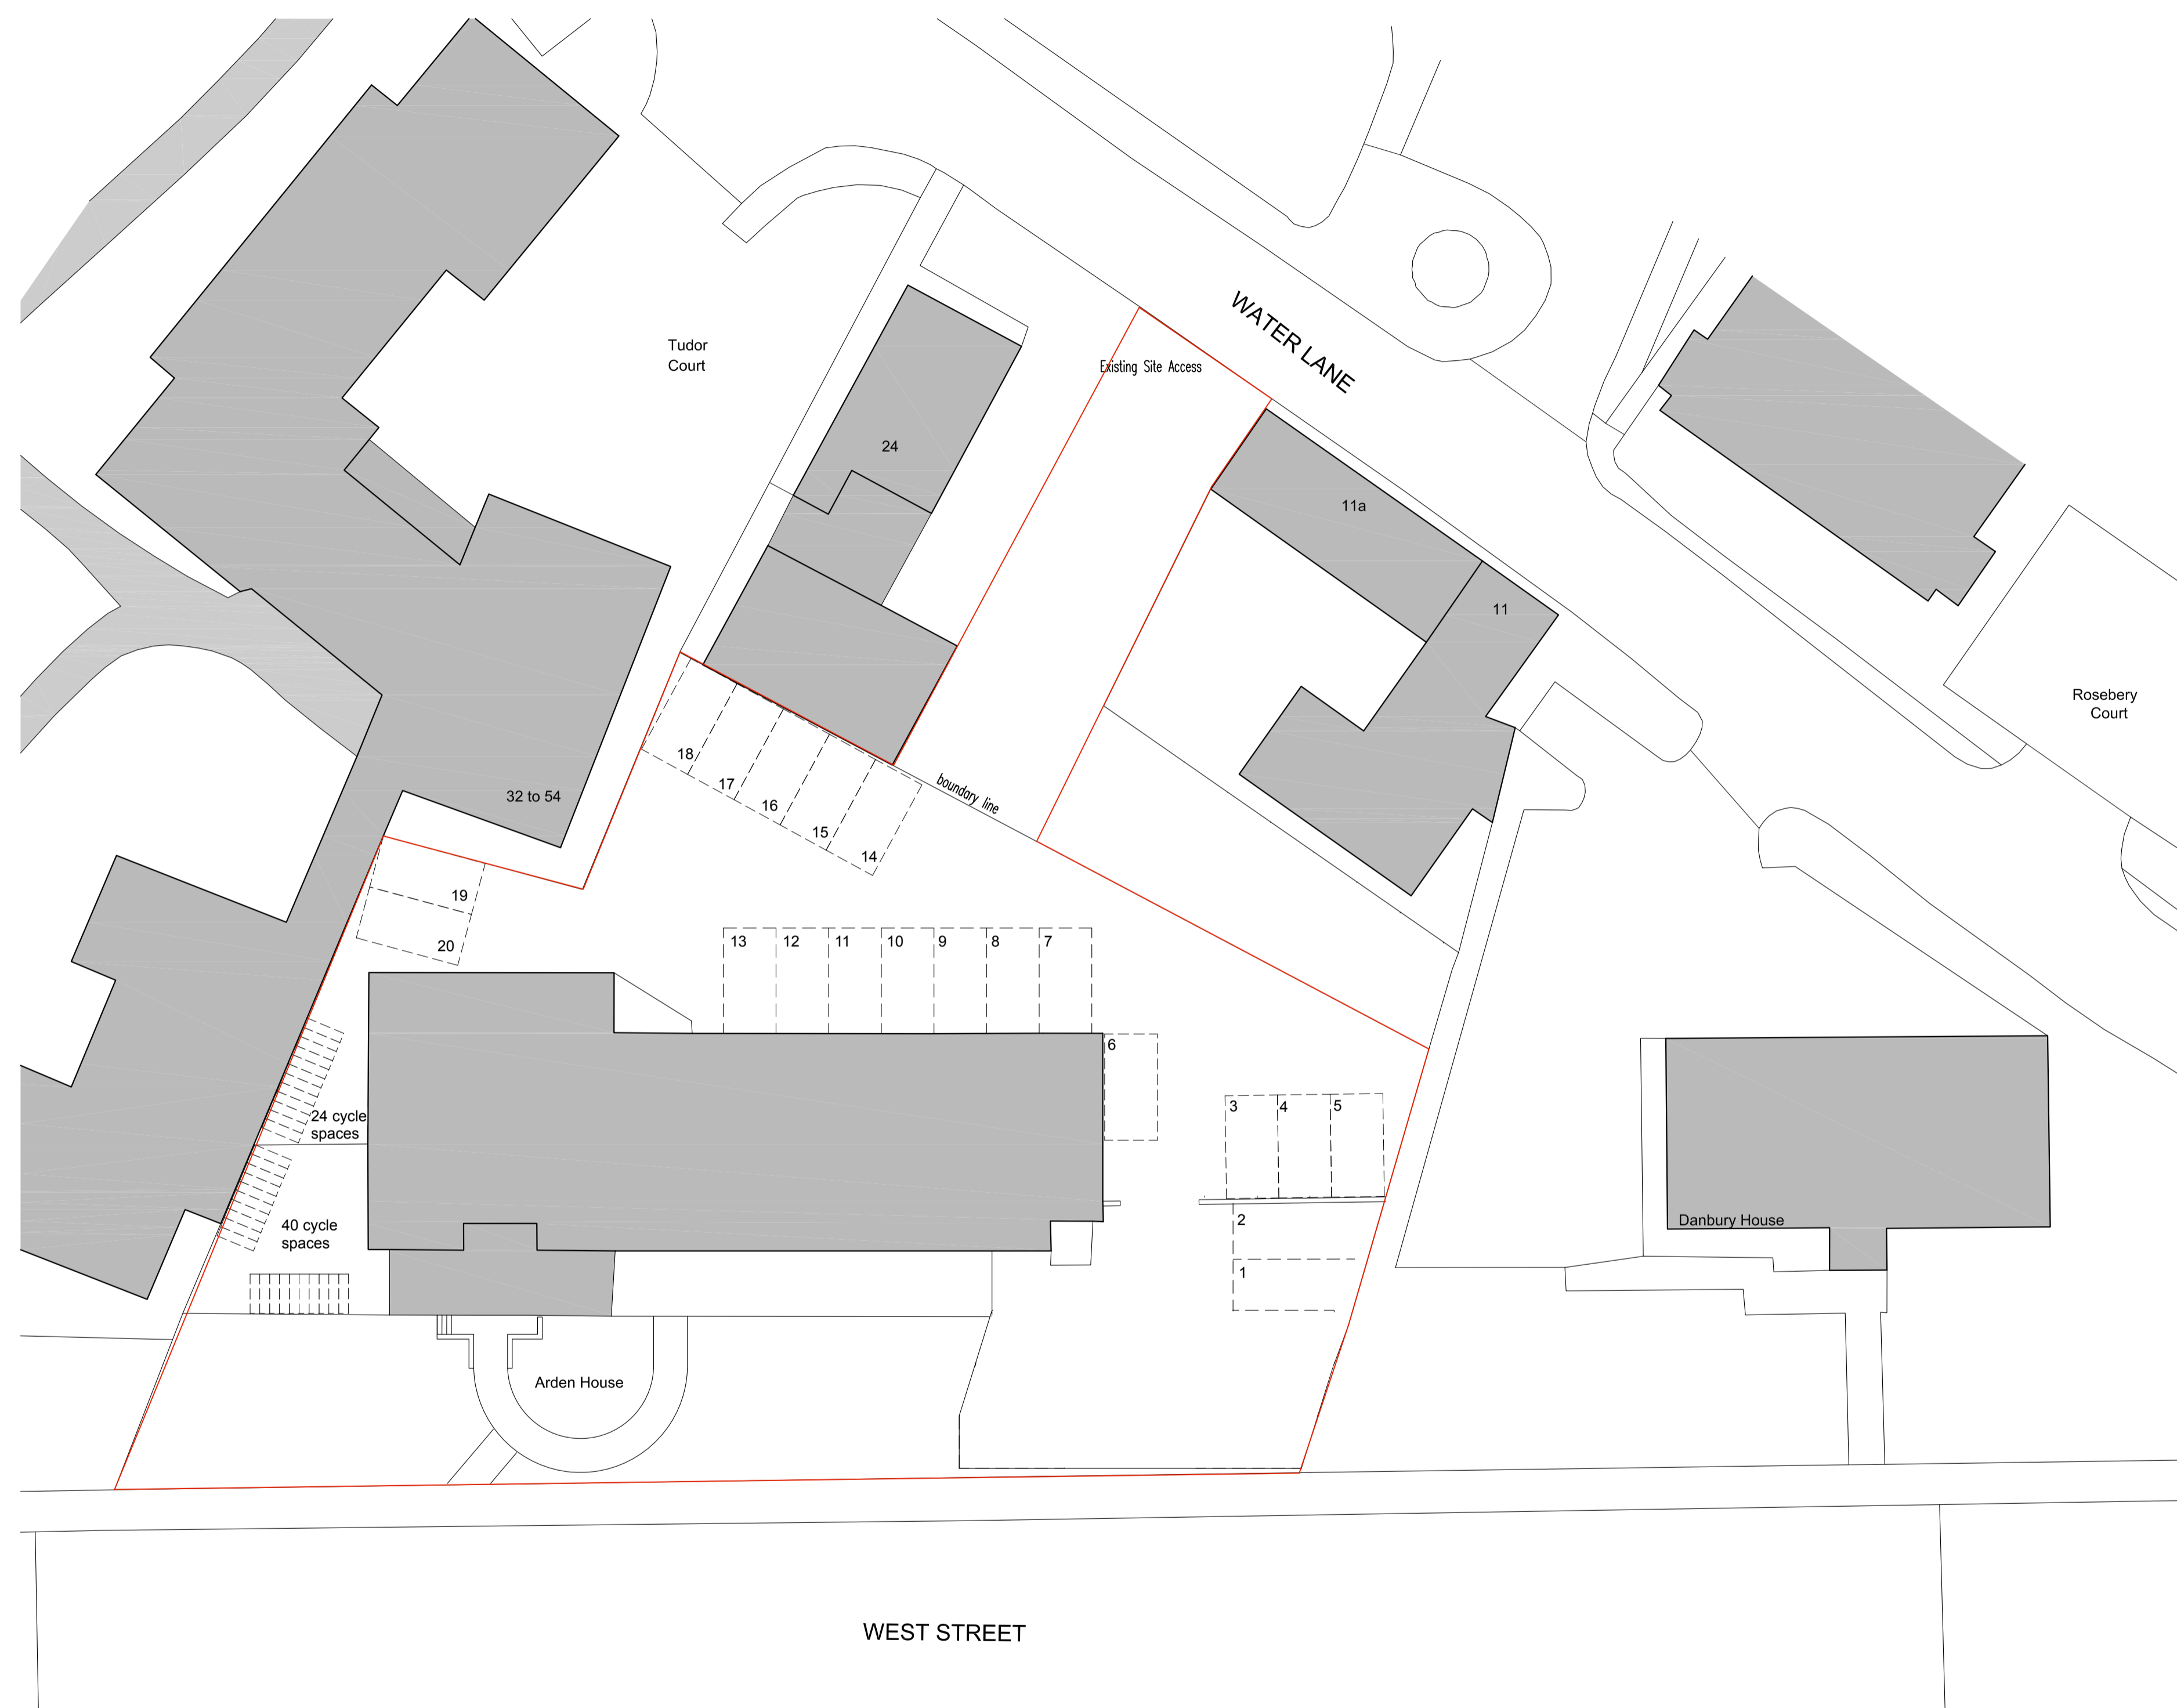 WATER LANE
Tudor
Court
Existing Site Access
24
11a
11
Rosebery
Court
18
17
16
15
14
boundary line
32 to 54
19
20
13
12
11
10
9
8
7
6
3
4
5
24 cycle
spaces
2
1
40 cycle
spaces
Danbury House
Arden House
WEST STREET